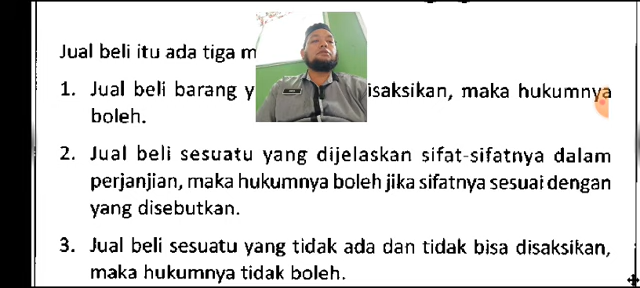 Jual beli itu ada tiga m
1. Jual beli barang y isaksikan, maka hukumnya
boleh.
2. Jual beli sesuatu yang dijelaskan sifat-sifatnya dalam
perjanjian, maka hukumnya boleh jika sifatnya sesuai dengan
yang disebutkan.
3. Jual beli sesuatu yang tidak ada dan tidak bisa disaksikan,
maka hukumnya tidak boleh.